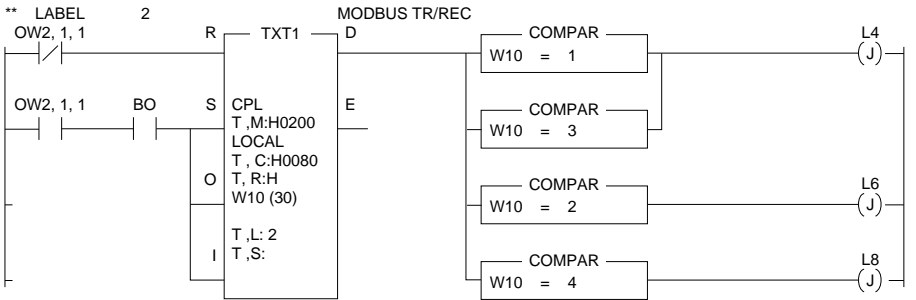 ** LABEL 2 MODBUS TR/REC
OW2, 1, 1 R TXT1 D COMPAR L4
W10 = 1 (J)
OW2, 1, 1 BO S CPL E COMPAR
T ,M:H0200 W10 = 3
LOCAL
T , C:H0080
O T, R:H COMPAR L6
W10 (30) W10 = 2 (J)
T ,L: 2
I T ,S: COMPAR L8
W10 = 4 (J)